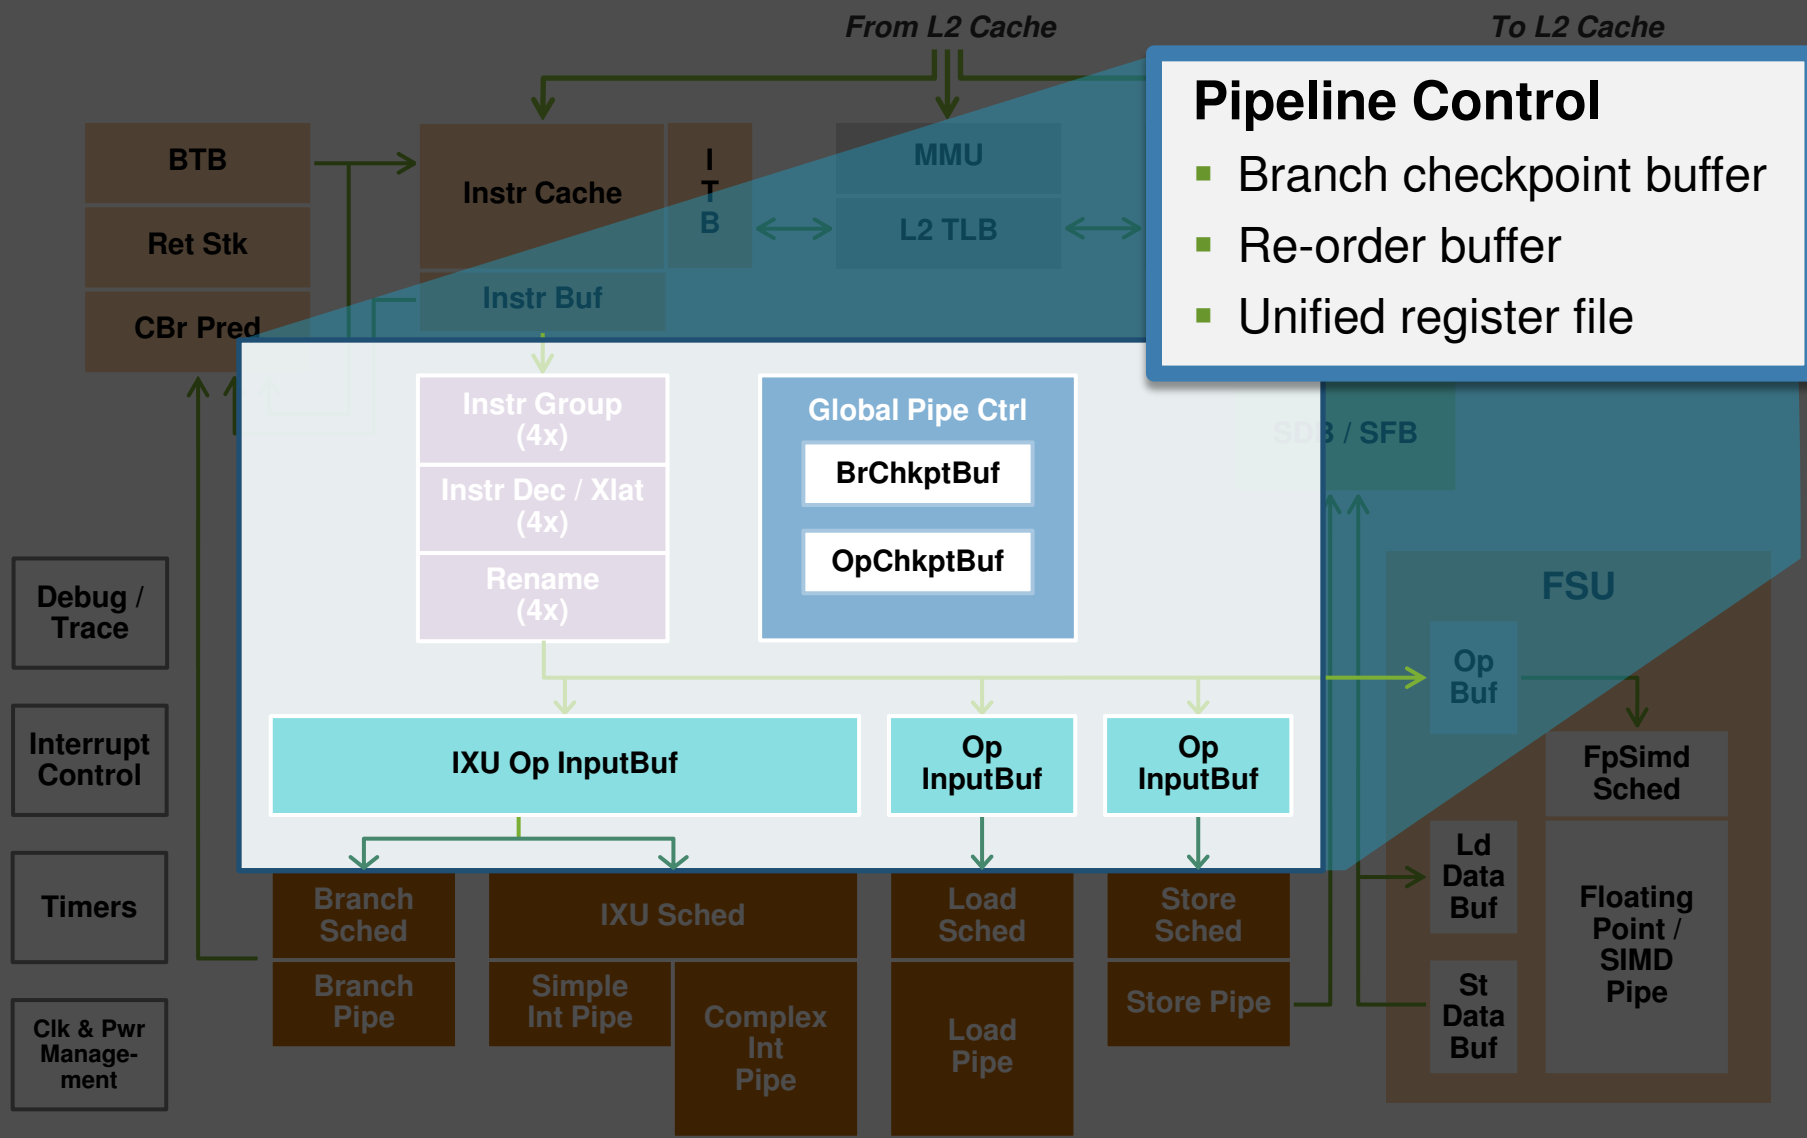 From L2 Cache
To L2 Cache
Pipeline Control
Branch checkpoint buffer
Re-order buffer
Unified register file
BTB
Ret Stk
CBr Pred
Instr Cache
I
T
B
Instr Buf
MMU
L2 TLB
Instr Group
(4x)
Instr Dec / Xlat
(4x)
Rename
(4x)
Global Pipe Ctrl
BrChkptBuf
OpChkptBuf
SDB / SFB
FSU
Op
Buf
FpSimd
Sched
Ld
Data
Buf
St
Data
Buf
Floating
Point /
SIMD
Pipe
Debug /
Trace
Interrupt
Control
Timers
Clk & Pwr
Manage-
ment
IXU Op InputBuf
Op
InputBuf
Op
InputBuf
Branch
Sched
IXU Sched
Load
Sched
Store
Sched
Branch
Pipe
Simple
Int Pipe
Complex
Int
Pipe
Load
Pipe
Store Pipe